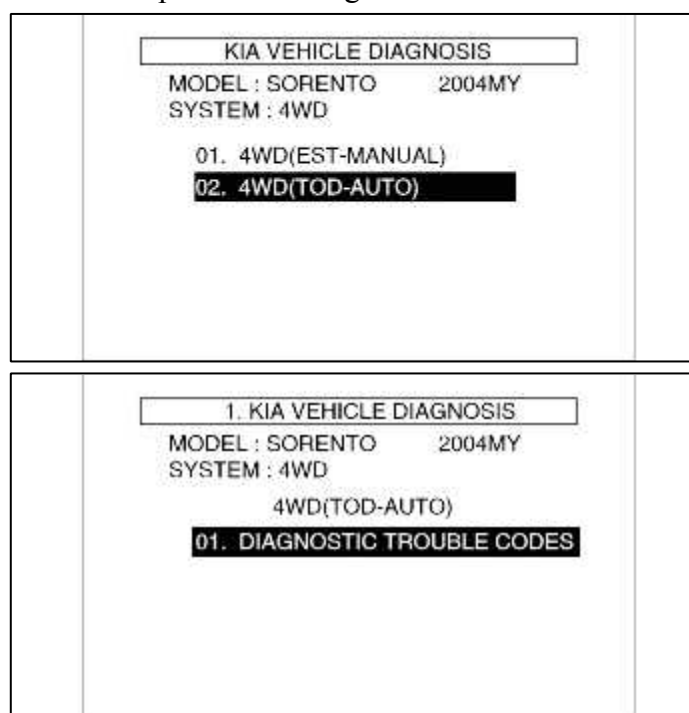 KIA VEHICLE DIAGNOSIS
MODEL : SORENTO 2004MY
SYSTEM : 4WD
01. 4WD(EST-MANUAL)
02. 4WD(TOD-AUTO)
1. KIA VEHICLE DIAGNOSIS
MODEL : SORENTO 2004MY
SYSTEM : 4WD
4WD(TOD-AUTO)
01. DIAGNOSTIC TROUBLE CODES